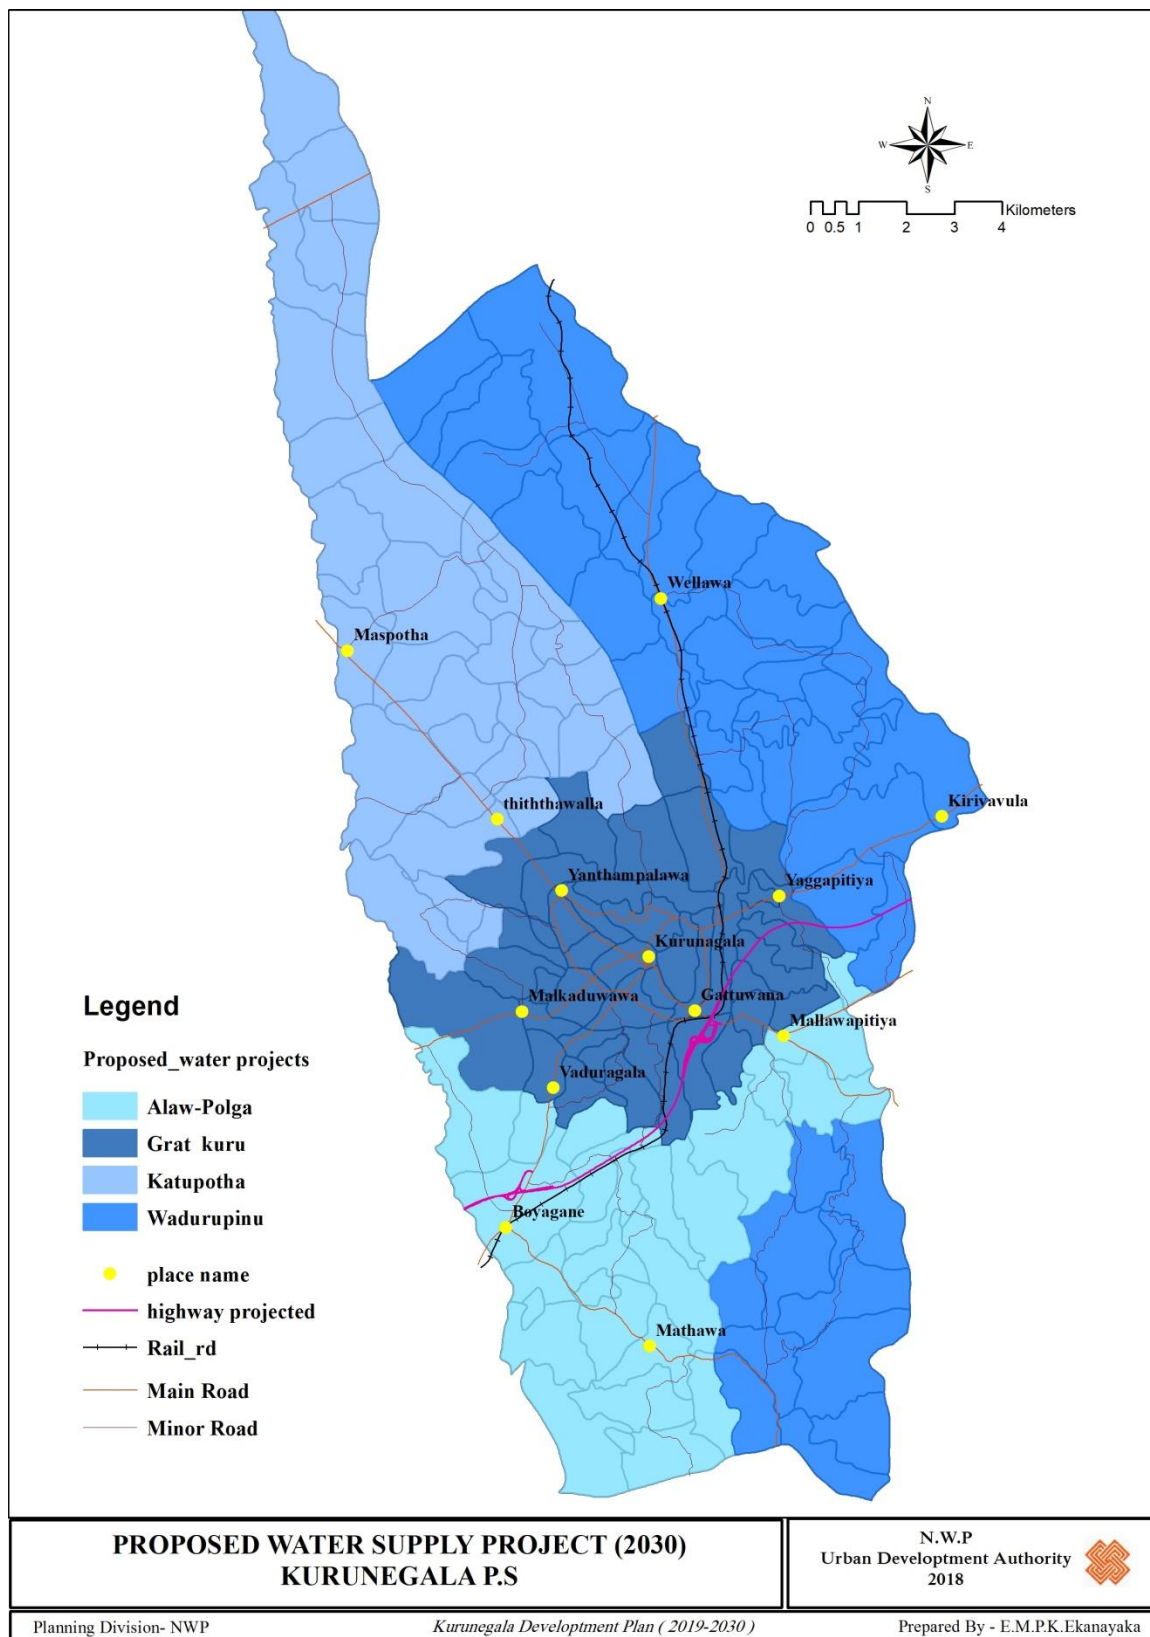 N
W E
S
Kilometers
0 0.5 1 2 3 4
Wellawa
Maspotha
thiththawalla
Kirivavula
Yanthampalawa
Yaggapitiya
Kurunagala
Malkaduwawa
Gattuwana
Mallawapitiya
Vaduragala
Boyagane
Mathawa
Legend
Proposed_water projects
Alaw-Polga
Grat kuru
Katupotha
Wadurupinu
place name
highway projected
Rail_rd
Main Road
Minor Road
PROPOSED WATER SUPPLY PROJECT (2030)
KURUNEGALA P.S
N.W.P
Urban Developtment Authority
2018
Planning Division- NWP
Kurunegala Developtment Plan ( 2019-2030 )
Prepared By - E.M.P.K.Ekanayaka